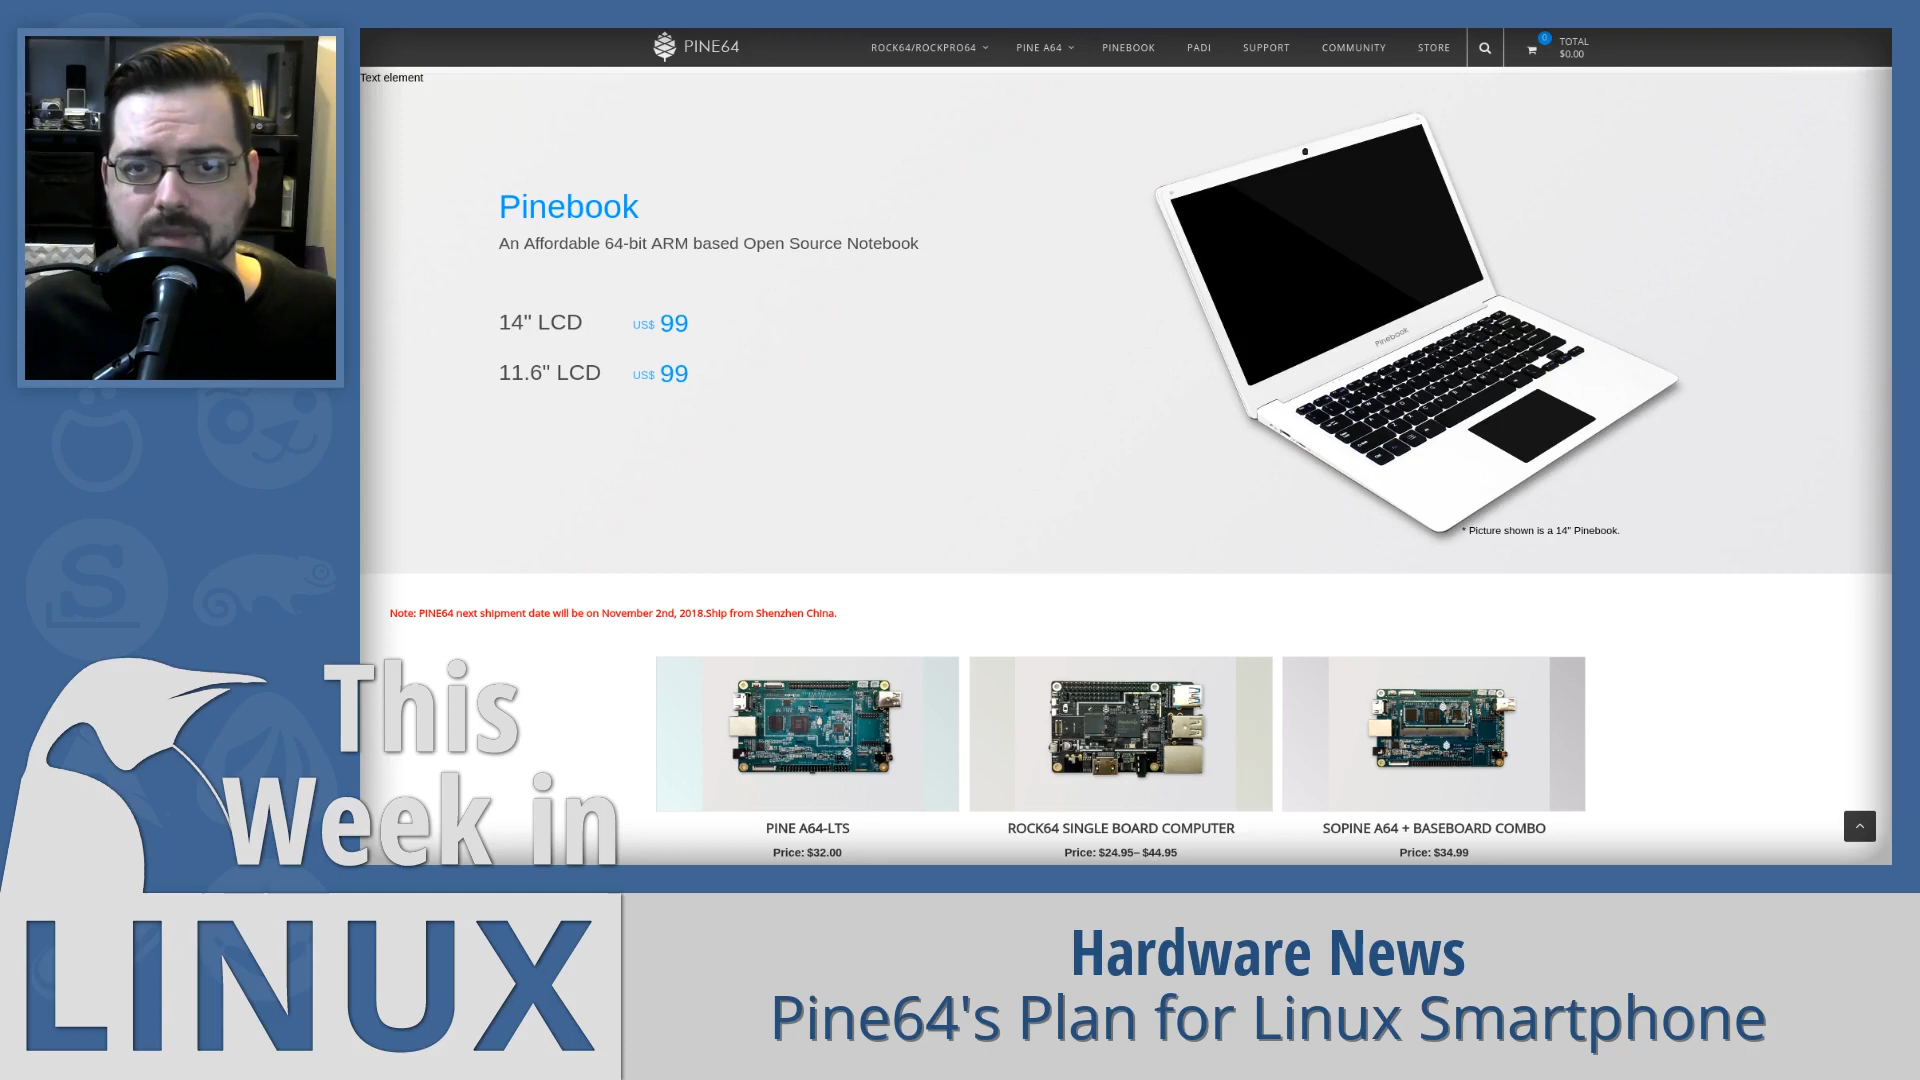 PINE64
ROCK64/ROCKPRO64
PINE A64
PINEBOOK
PADI
SUPPORT
COMMUNITY
STORE
0
TOTAL
$0.00
Text element
Pinebook
An Affordable 64-bit ARM based Open Source Notebook
14" LCD US$ 99
11.6" LCD US$ 99
Pinebook
* Picture shown is a 14" Pinebook.
Note: PINE64 next shipment date will be on November 2nd, 2018.Ship from Shenzhen China.
PINE A64-LTS
Price: $32.00
ROCK64 SINGLE BOARD COMPUTER
Price: $24.95– $44.95
SOPINE A64 + BASEBOARD COMBO
Price: $34.99
This
Week in
LINUX
Hardware News
Pine64's Plan for Linux Smartphone